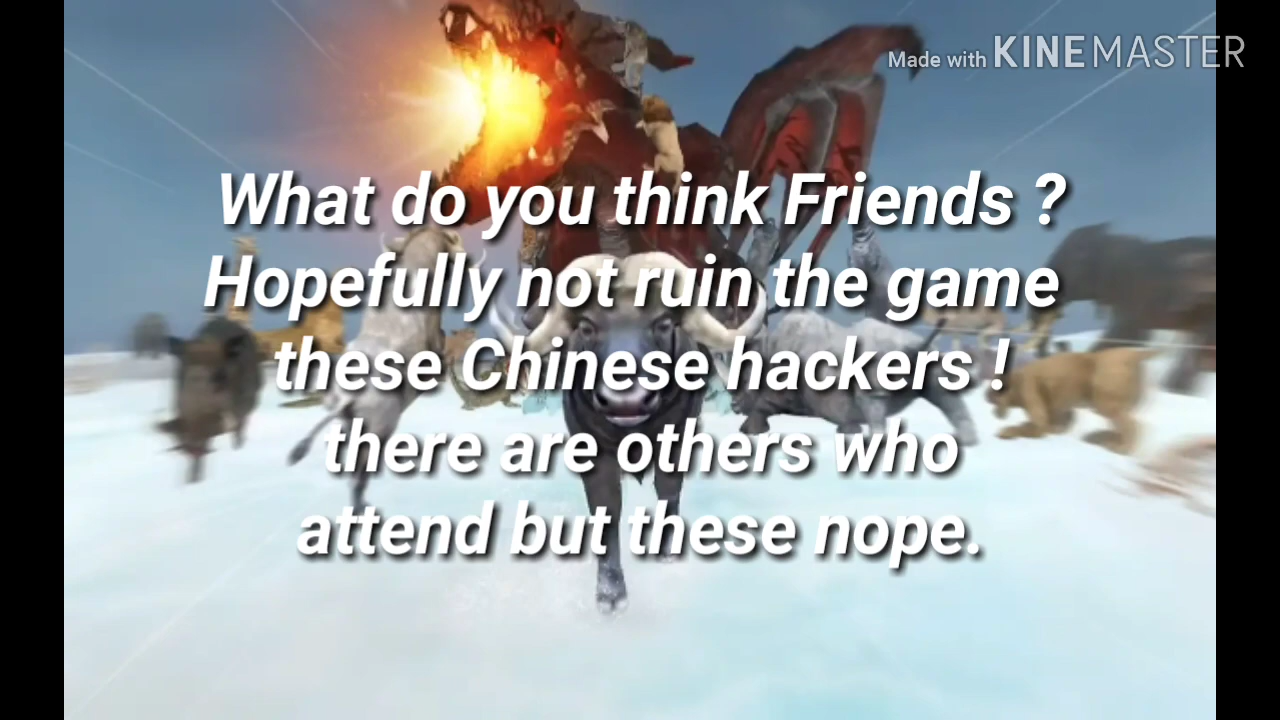 Made with KINEMASTER
What do you think Friends ?
Hopefully not ruin the game
these Chinese hackers !
there are others who
attend but these nope.